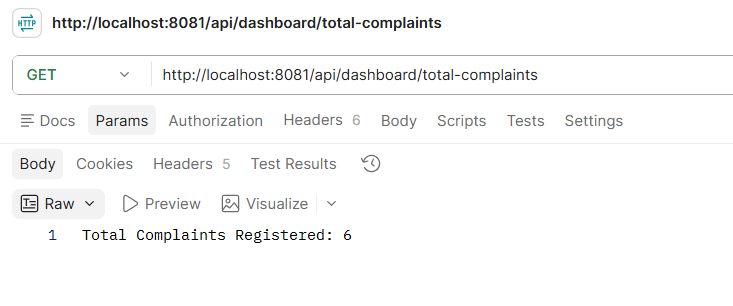 HTTP http://localhost:8081/api/dashboard/total-complaints
GET http://localhost:8081/api/dashboard/total-complaints
Docs Params Authorization Headers 6 Body Scripts Tests Settings
Body Cookies Headers 5 Test Results
Raw Preview Visualize
1 Total Complaints Registered: 6